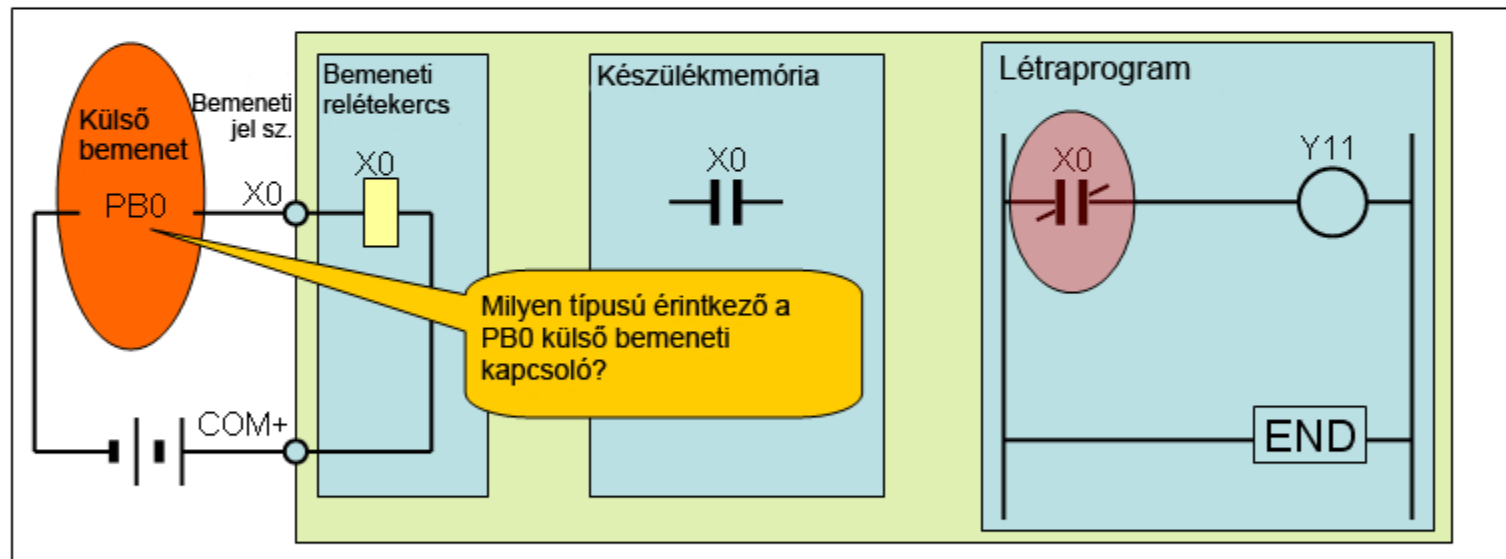 Külső
bemenet
PB0
Bemeneti
jel sz.
X0
COM+
Bemeneti
relétekercs
X0
Készülékmemória
X0
Milyen típusú érintkező a
PB0 külső bemeneti
kapcsoló?
Létraprogram
X0
Y11
END